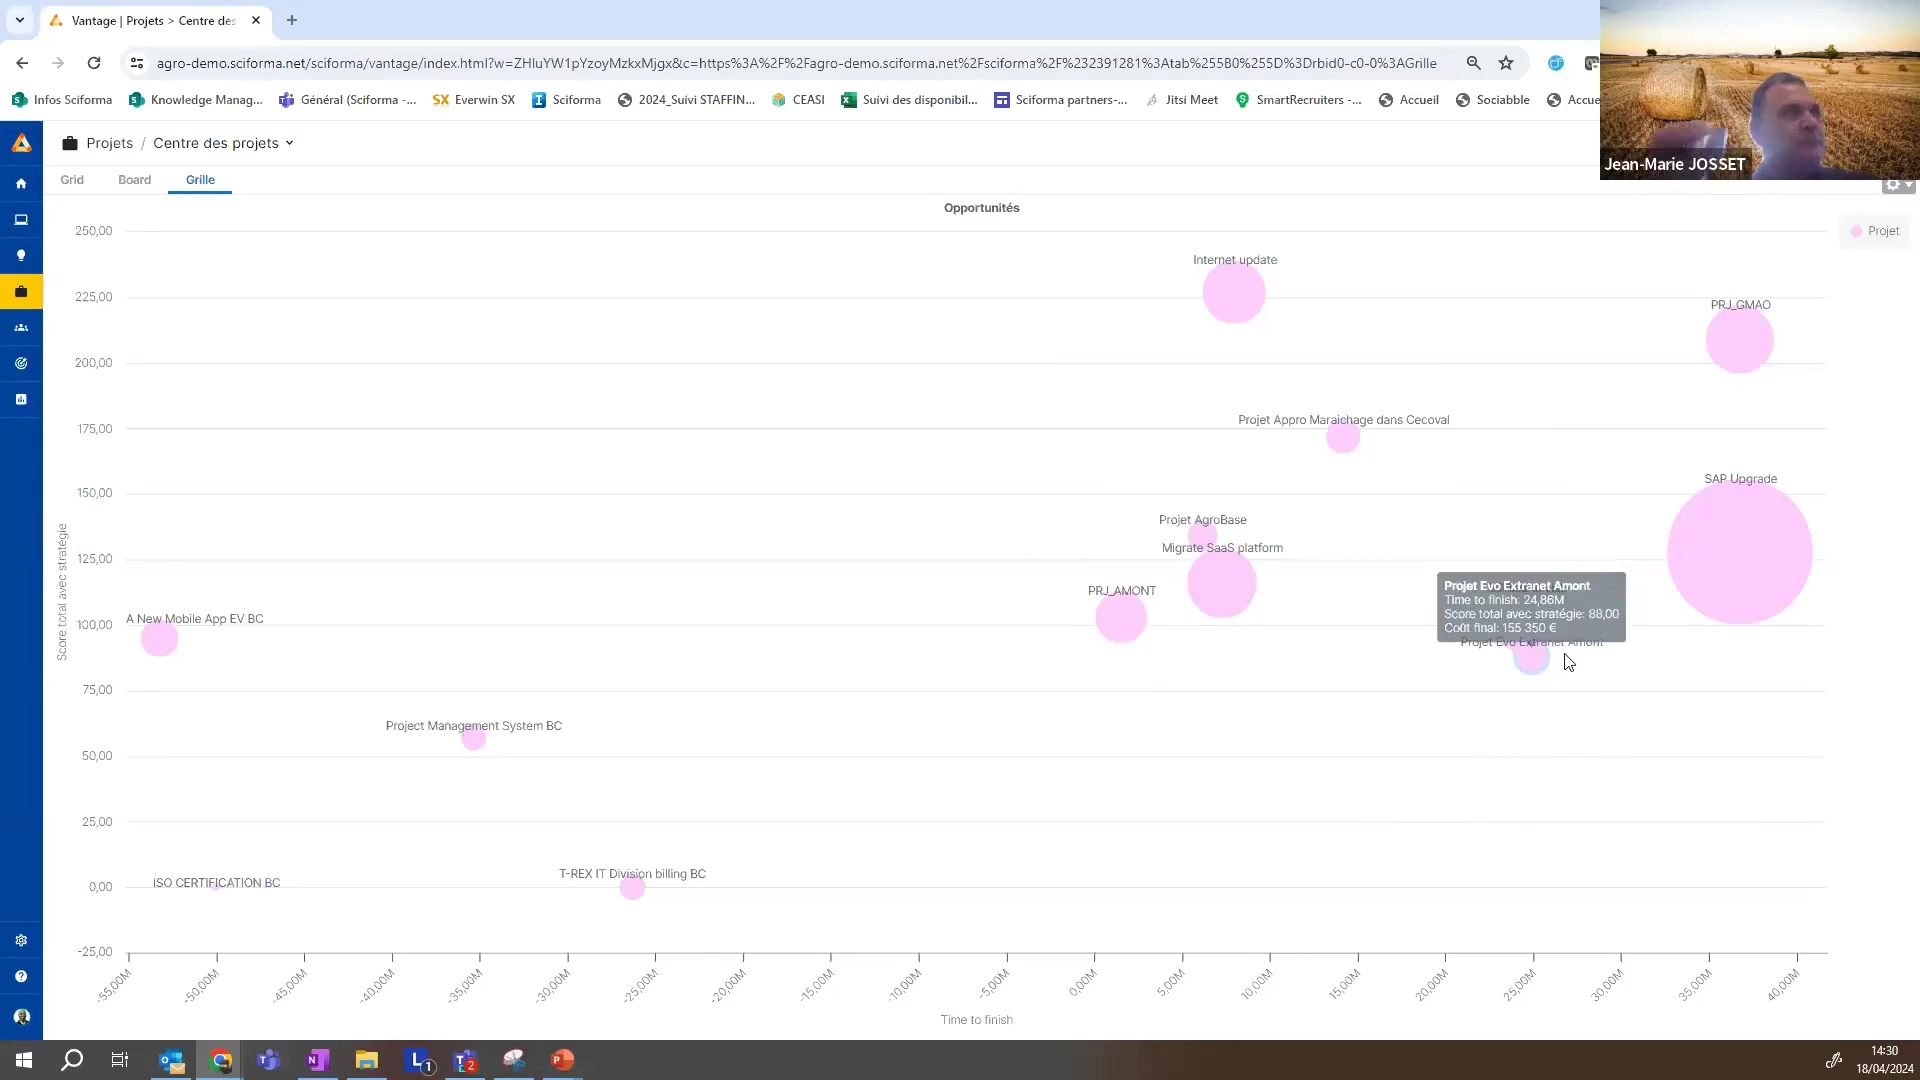 Vantage | Projets > Centre des
agro-demo.sciforma.net/sciforma/vantage/index.html?w=ZHIuYW1pYzoyMzkxMjgx&c=https%3A%2F%2Fagro-demo.sciforma.net%2Fsciforma%2F%232391281%3Atab%255B0%255D%3Drbid0-c0-0%3AGrille
Infos Sciforma
Knowledge Manag...
Général (Sciforma -...
Everwin SX
Sciforma
2024_Suivi STAFFIN...
CEASI
Suivi des disponibil...
Sciforma partners-...
Jitsi Meet
SmartRecruiters -...
Accueil
Sociabble
Accue
Jean-Marie JOSSET
Projets / Centre des projets
Grid Board Grille
Opportunités
Projet
250,00
225,00
200,00
175,00
150,00
125,00
100,00
75,00
50,00
25,00
0,00
-25,00
Score total avec stratégie
Internet update
PRJ_GMAO
Projet Appro Maraichage dans Cecoval
SAP Upgrade
Projet AgroBase
Migrate SaaS platform
PRJ_AMONT
Projet Evo Extranet Amont
Time to finish: 24,86M
Score total avec stratégie: 88,00
Coût final: 155 350 €
Projet Evo Extranet Amont
A New Mobile App EV BC
Project Management System BC
T-REX IT Division billing BC
ISO CERTIFICATION BC
-55,00M
-50,00M
-45,00M
-40,00M
-35,00M
-30,00M
-25,00M
-20,00M
-15,00M
-10,00M
-5,00M
0,00M
5,00M
10,00M
15,00M
20,00M
25,00M
30,00M
35,00M
40,00M
Time to finish
14:30
18/04/2024